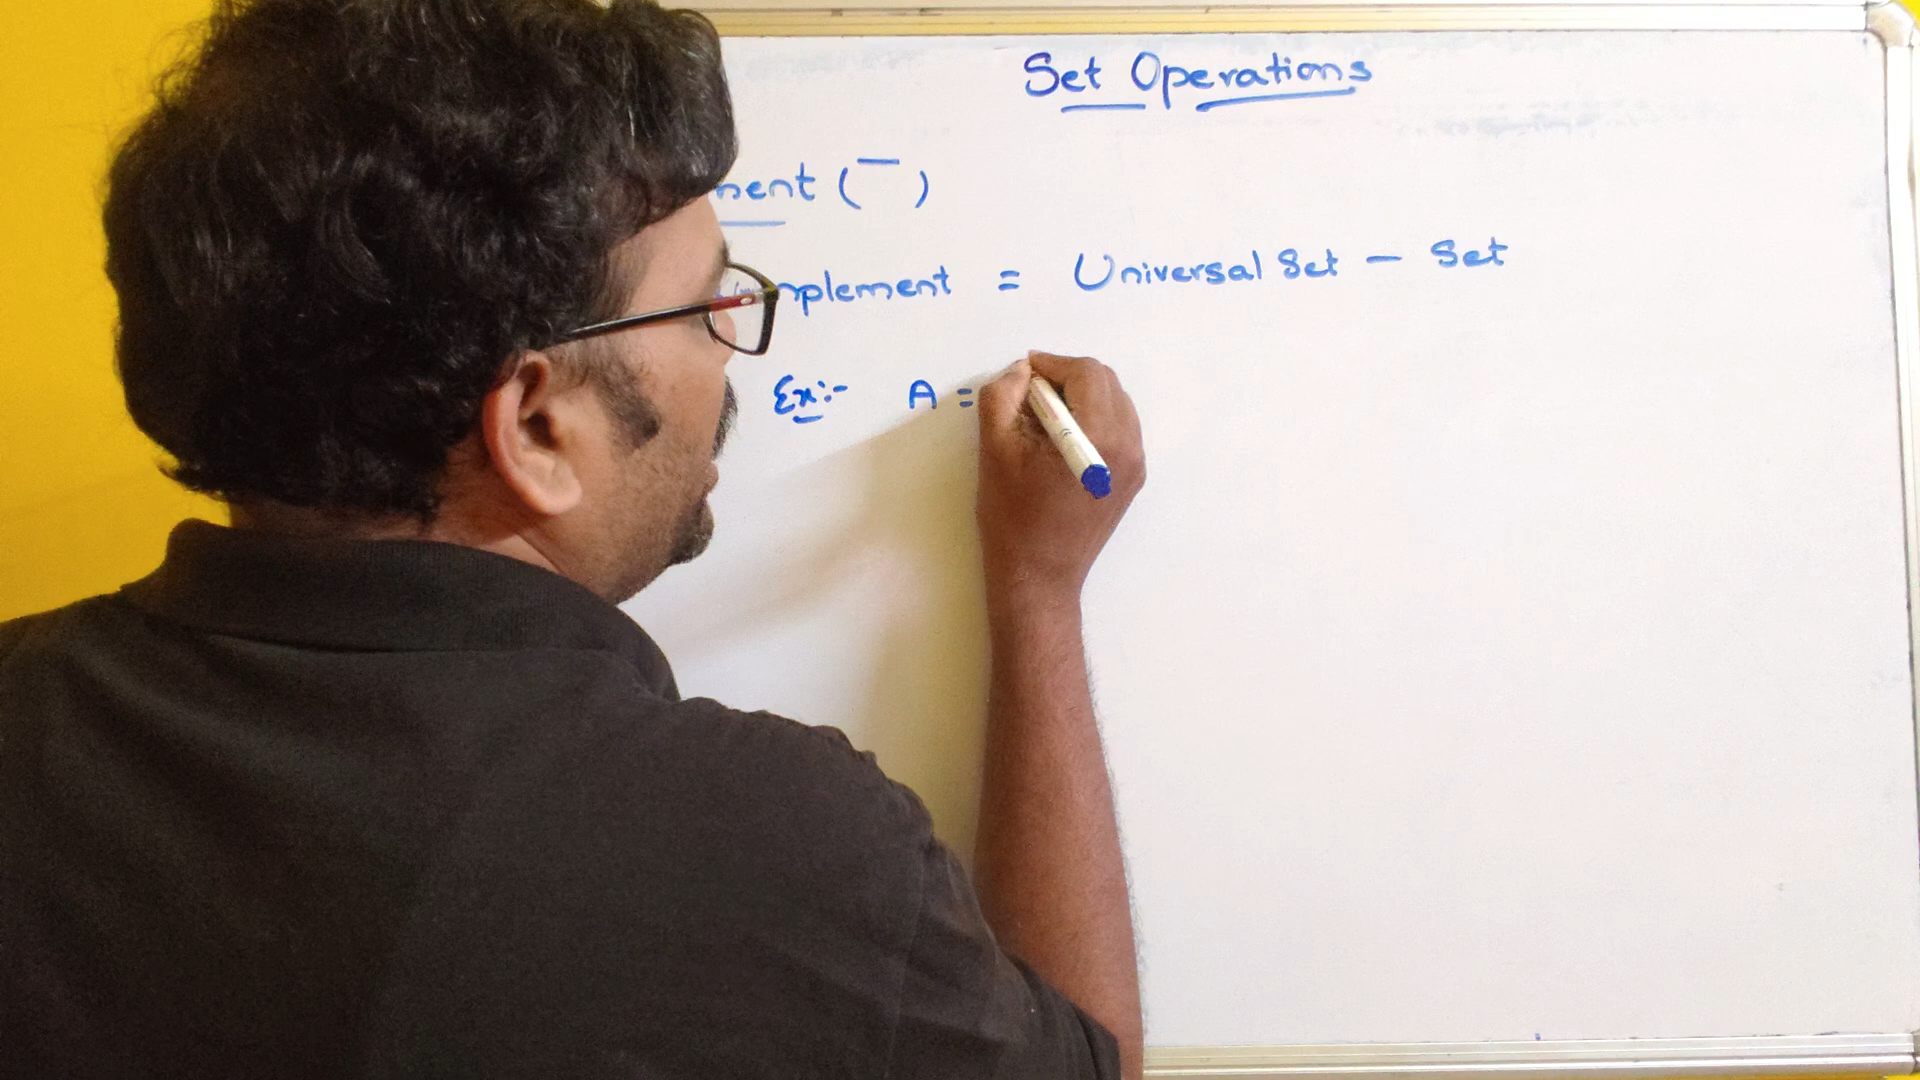 Set Operations
ment ( ‾ )
mplement = Universal Set - Set
Ex:- A =